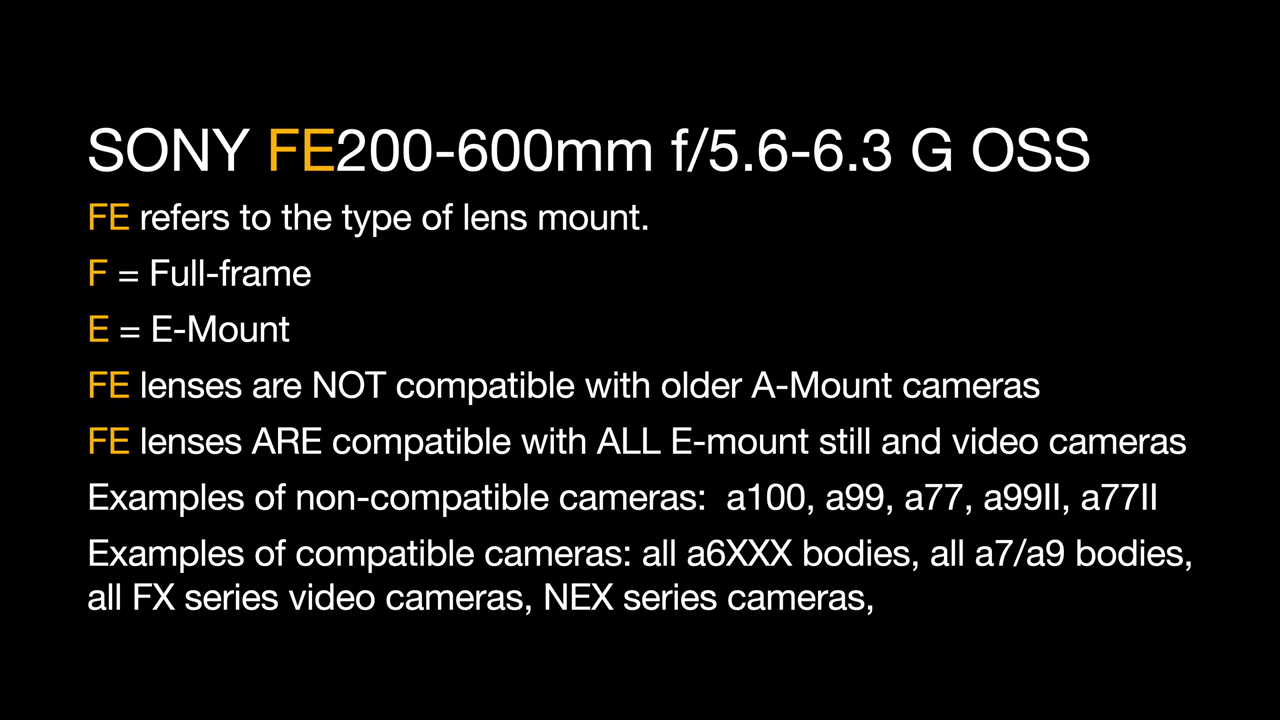 SONY FE200-600mm f/5.6-6.3 G OSS
FE refers to the type of lens mount.
F = Full-frame
E = E-Mount
FE lenses are NOT compatible with older A-Mount cameras
FE lenses ARE compatible with ALL E-mount still and video cameras
Examples of non-compatible cameras:  a100, a99, a77, a99II, a77II
Examples of compatible cameras: all a6XXX bodies, all a7/a9 bodies,
all FX series video cameras, NEX series cameras,